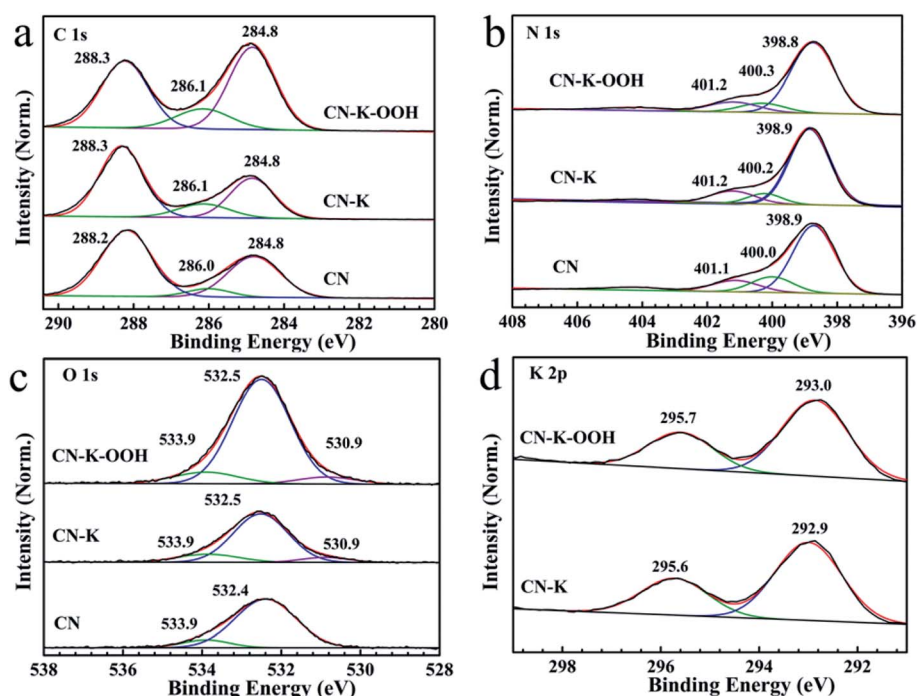 a
C 1s
288.3
284.8
286.1
CN-K-OOH
288.3
284.8
286.1
CN-K
288.2
284.8
286.0
CN
Intensity (Norm.)
290 288 286 284 282 280
Binding Energy (eV)
b
N 1s
398.8
400.3
401.2
CN-K-OOH
398.9
400.2
401.2
CN-K
398.9
400.0
401.1
CN
Intensity (Norm.)
408 406 404 402 400 398 396
Binding Energy (eV)
c
O 1s
532.5
533.9
530.9
CN-K-OOH
532.5
533.9
530.9
CN-K
532.4
533.9
CN
Intensity (Norm.)
538 536 534 532 530 528
Binding Energy (eV)
d
K 2p
293.0
295.7
CN-K-OOH
292.9
295.6
CN-K
Intensity (Norm.)
298 296 294 292
Binding Energy (eV)